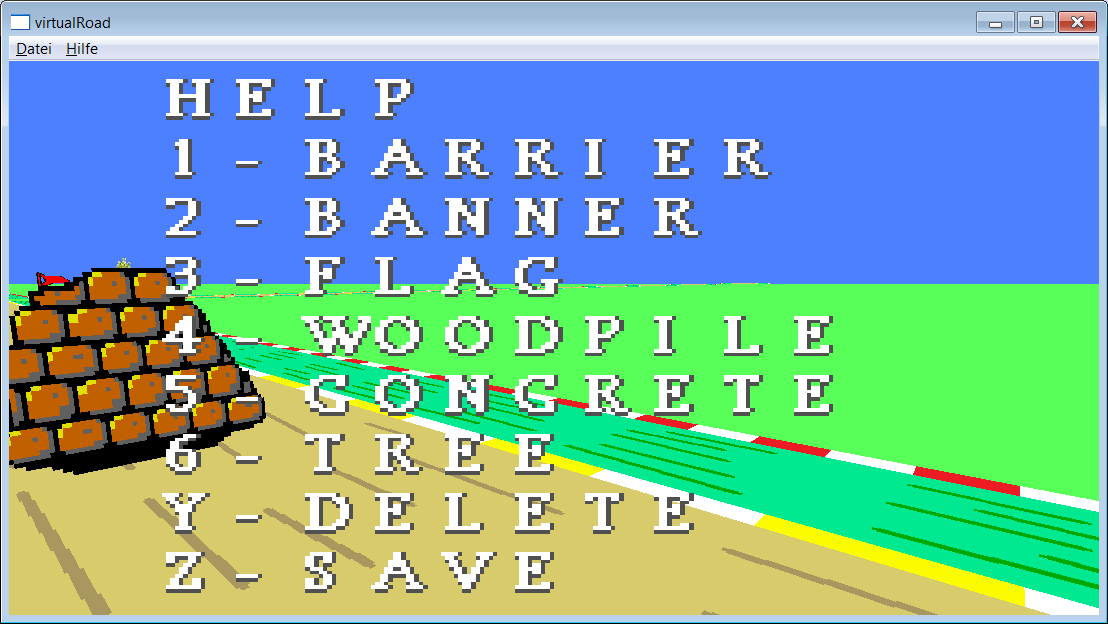 virtualRoad
Datei Hilfe
HELP
1 - BARRIER
2 - BANNER
3 - FLAG
4 - WOODPILE
5 - CONCRETE
6 - TREE
Y - DELETE
Z - SAVE